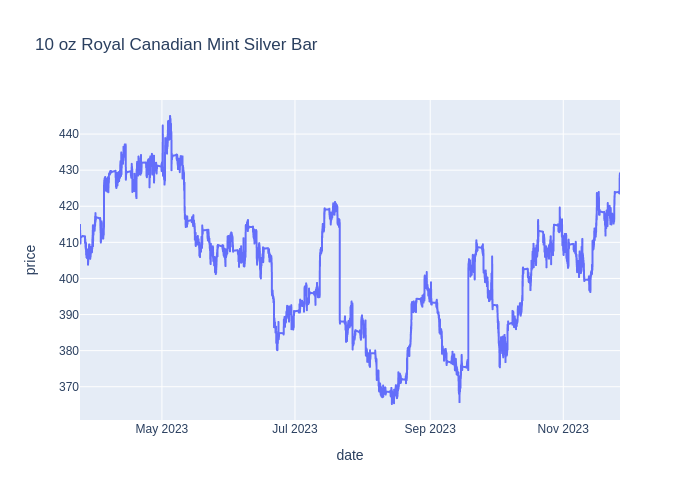 10 oz Royal Canadian Mint Silver Bar
price
440
430
420
410
400
390
380
370
May 2023
Jul 2023
Sep 2023
Nov 2023
date